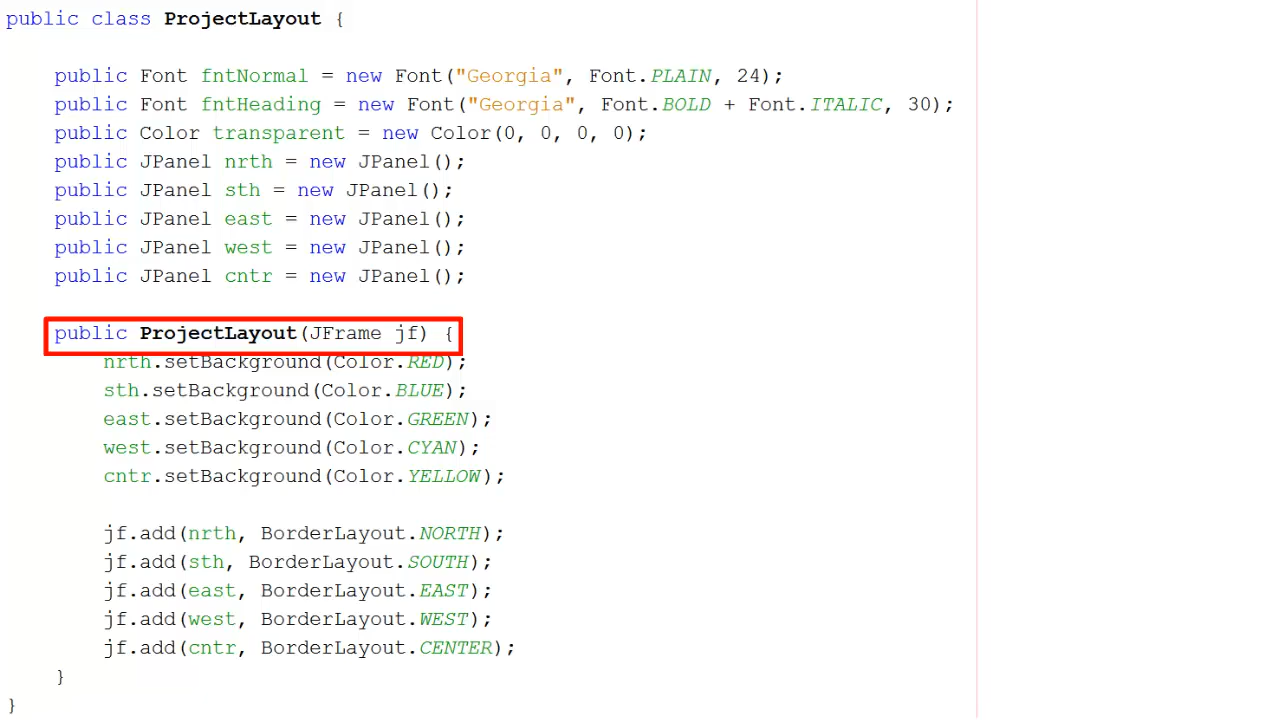 public class ProjectLayout {
public Font fntNormal = new Font("Georgia", Font.PLAIN, 24);
public Font fntHeading = new Font("Georgia", Font.BOLD + Font.ITALIC, 30);
public Color transparent = new Color(0, 0, 0, 0);
public JPanel nrth = new JPanel();
public JPanel sth = new JPanel();
public JPanel east = new JPanel();
public JPanel west = new JPanel();
public JPanel cntr = new JPanel();
public ProjectLayout(JFrame jf) {
nrth.setBackground(Color.RED);
sth.setBackground(Color.BLUE);
east.setBackground(Color.GREEN);
west.setBackground(Color.CYAN);
cntr.setBackground(Color.YELLOW);
jf.add(nrth, BorderLayout.NORTH);
jf.add(sth, BorderLayout.SOUTH);
jf.add(east, BorderLayout.EAST);
jf.add(west, BorderLayout.WEST);
jf.add(cntr, BorderLayout.CENTER);
}
}